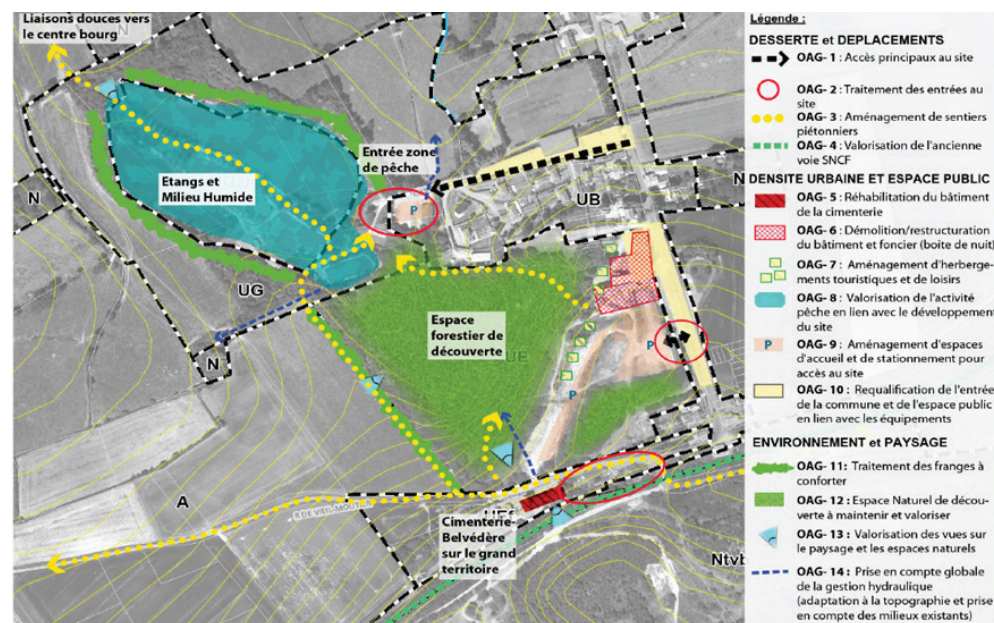 Liaisons douces vers
le centre bourg
N
N
Entrée zone
de pêche
P
Etangs et
Milieu Humide
UB
N
UG
Espace
forestier de
découverte
UE
P
P
N
A
R DE VIEIL-MOUTIER
Cimenterie-
Belvédère
sur le grand
territoire
Ntvb
Légende :
DESSERTE et DEPLACEMENTS
OAG- 1 : Accès principaux au site
OAG- 2 : Traitement des entrées au
site
OAG- 3 : Aménagement de sentiers
piétonniers
OAG- 4 : Valorisation de l'ancienne
voie SNCF
DENSITE URBAINE ET ESPACE PUBLIC
OAG- 5 : Réhabilitation du bâtiment
de la cimenterie
OAG- 6 : Démolition/restructuration
du bâtiment et foncier (boite de nuit)
OAG- 7 : Aménagement d'herberge-
ments touristiques et de loisirs
OAG- 8 : Valorisation de l'activité
pêche en lien avec le développement
du site
P
OAG- 9 : Aménagement d'espaces
d'accueil et de stationnement pour
accès au site
OAG- 10 : Requalification de l'entrée
de la commune et de l'espace public
en lien avec les équipements
ENVIRONNEMENT et PAYSAGE
OAG- 11: Traitement des franges à
conforter
OAG- 12 : Espace Naturel de décou-
verte à maintenir et valoriser
OAG- 13 : Valorisation des vues sur
le paysage et les espaces naturels
OAG- 14 : Prise en compte globale
de la gestion hydraulique
(adaptation à la topographie et prise
en compte des milieux existants)